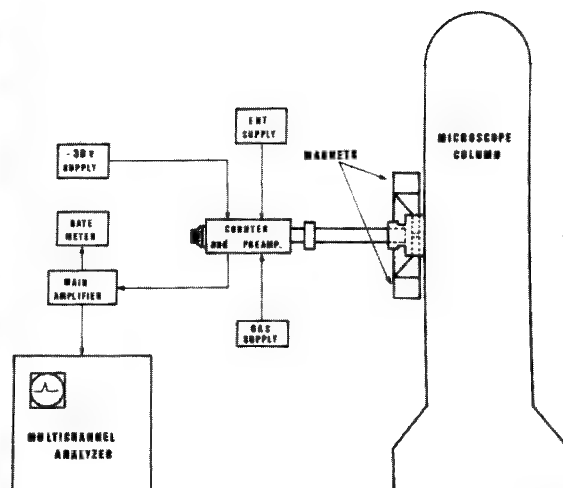 EHT
SUPPLY
MICROSCOPE
COLUMN
-30 V
SUPPLY
MAGNETS
RATE
METER
COUNTER
and PREAMP.
MAIN
AMPLIFIER
GAS
SUPPLY
MULTICHANNEL
ANALYZER